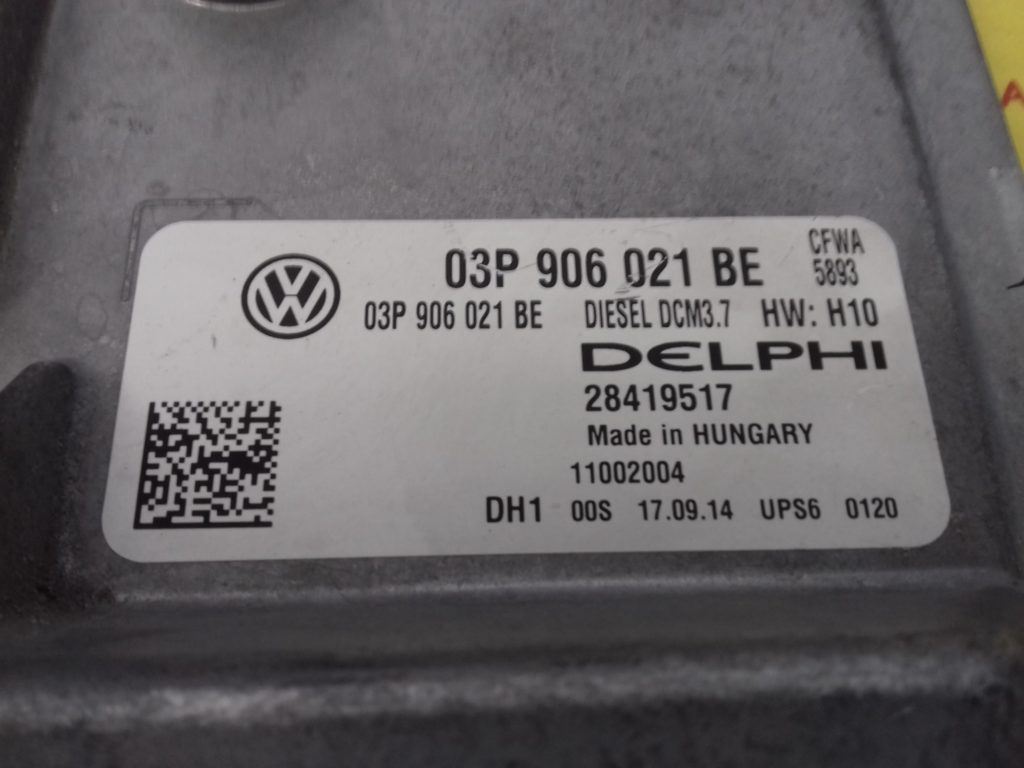 03P 906 021 BE CFWA
5893
03P 906 021 BE DIESEL DCM3.7 HW: H10
DELPHI
28419517
Made in HUNGARY
11002004
DH1 00S 17.09.14 UPS6 0120